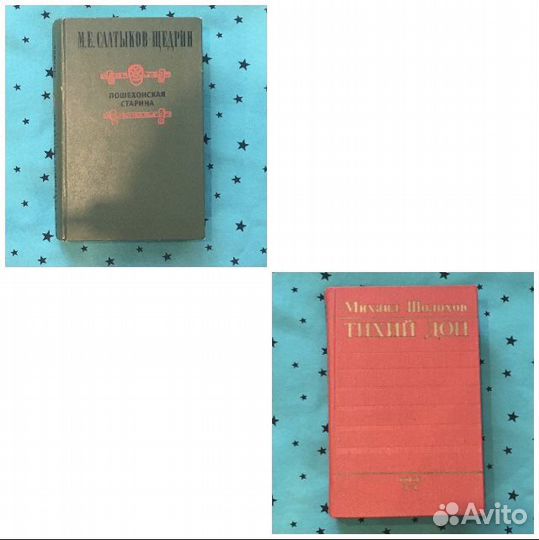 М.Е. САЛТЫКОВ-ЩЕДРИН
ПОШЕХОНСКАЯ
СТАРИНА
Михаил Шолохов
ТИХИЙ ДОН
Avito